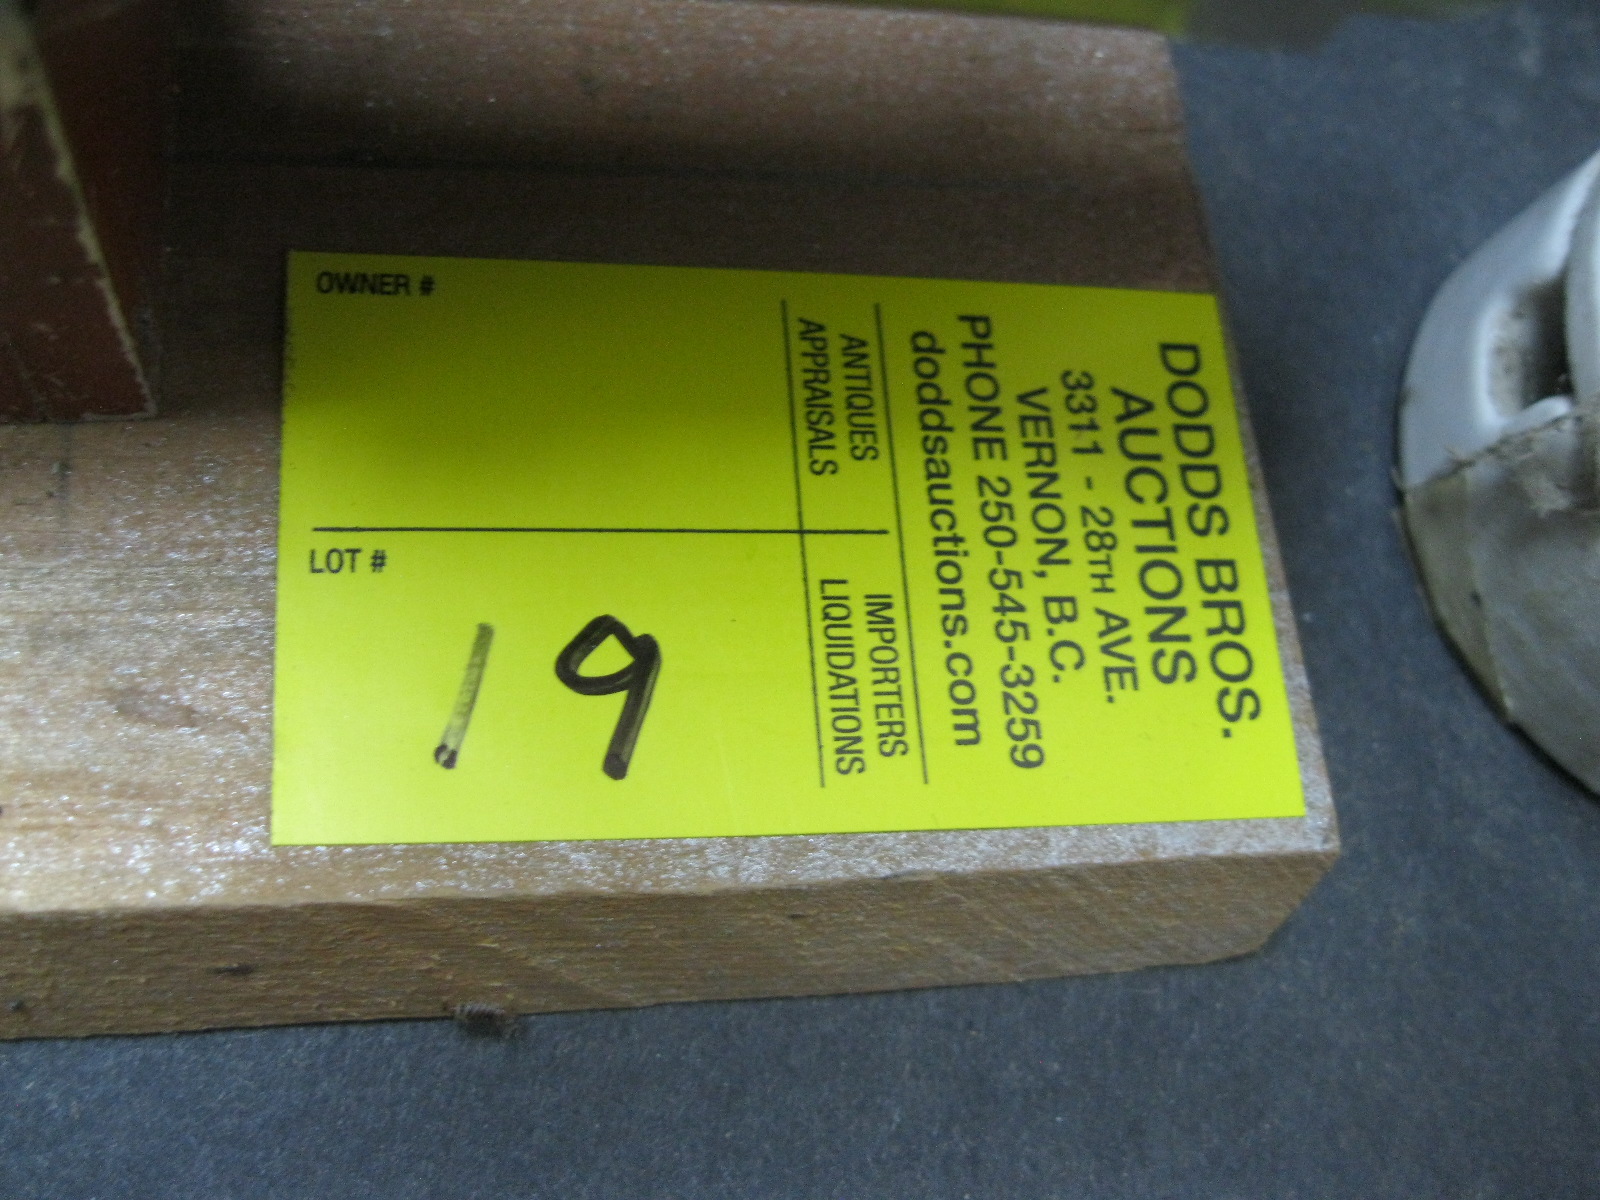 DODDS BROS.
AUCTIONS
3311 - 28TH AVE.
VERNON, B.C.
PHONE 250-545-3259
doddsauctions.com
ANTIQUES
APPRAISALS
IMPORTERS
LIQUIDATIONS
OWNER #
LOT #
19